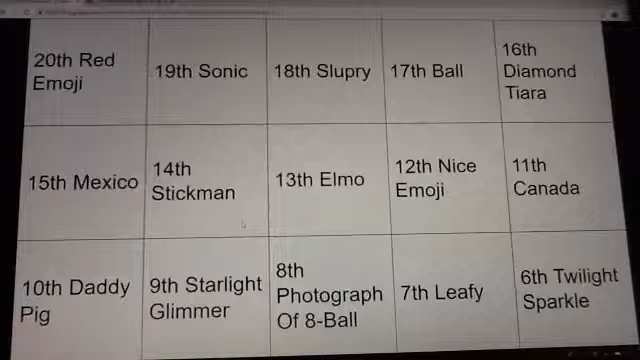 20th Red
Emoji
19th Sonic
18th Slupry
17th Ball
16th
Diamond
Tiara
15th Mexico
14th
Stickman
13th Elmo
12th Nice
Emoji
11th
Canada
10th Daddy
Pig
9th Starlight
Glimmer
8th
Photograph
Of 8-Ball
7th Leafy
6th Twilight
Sparkle